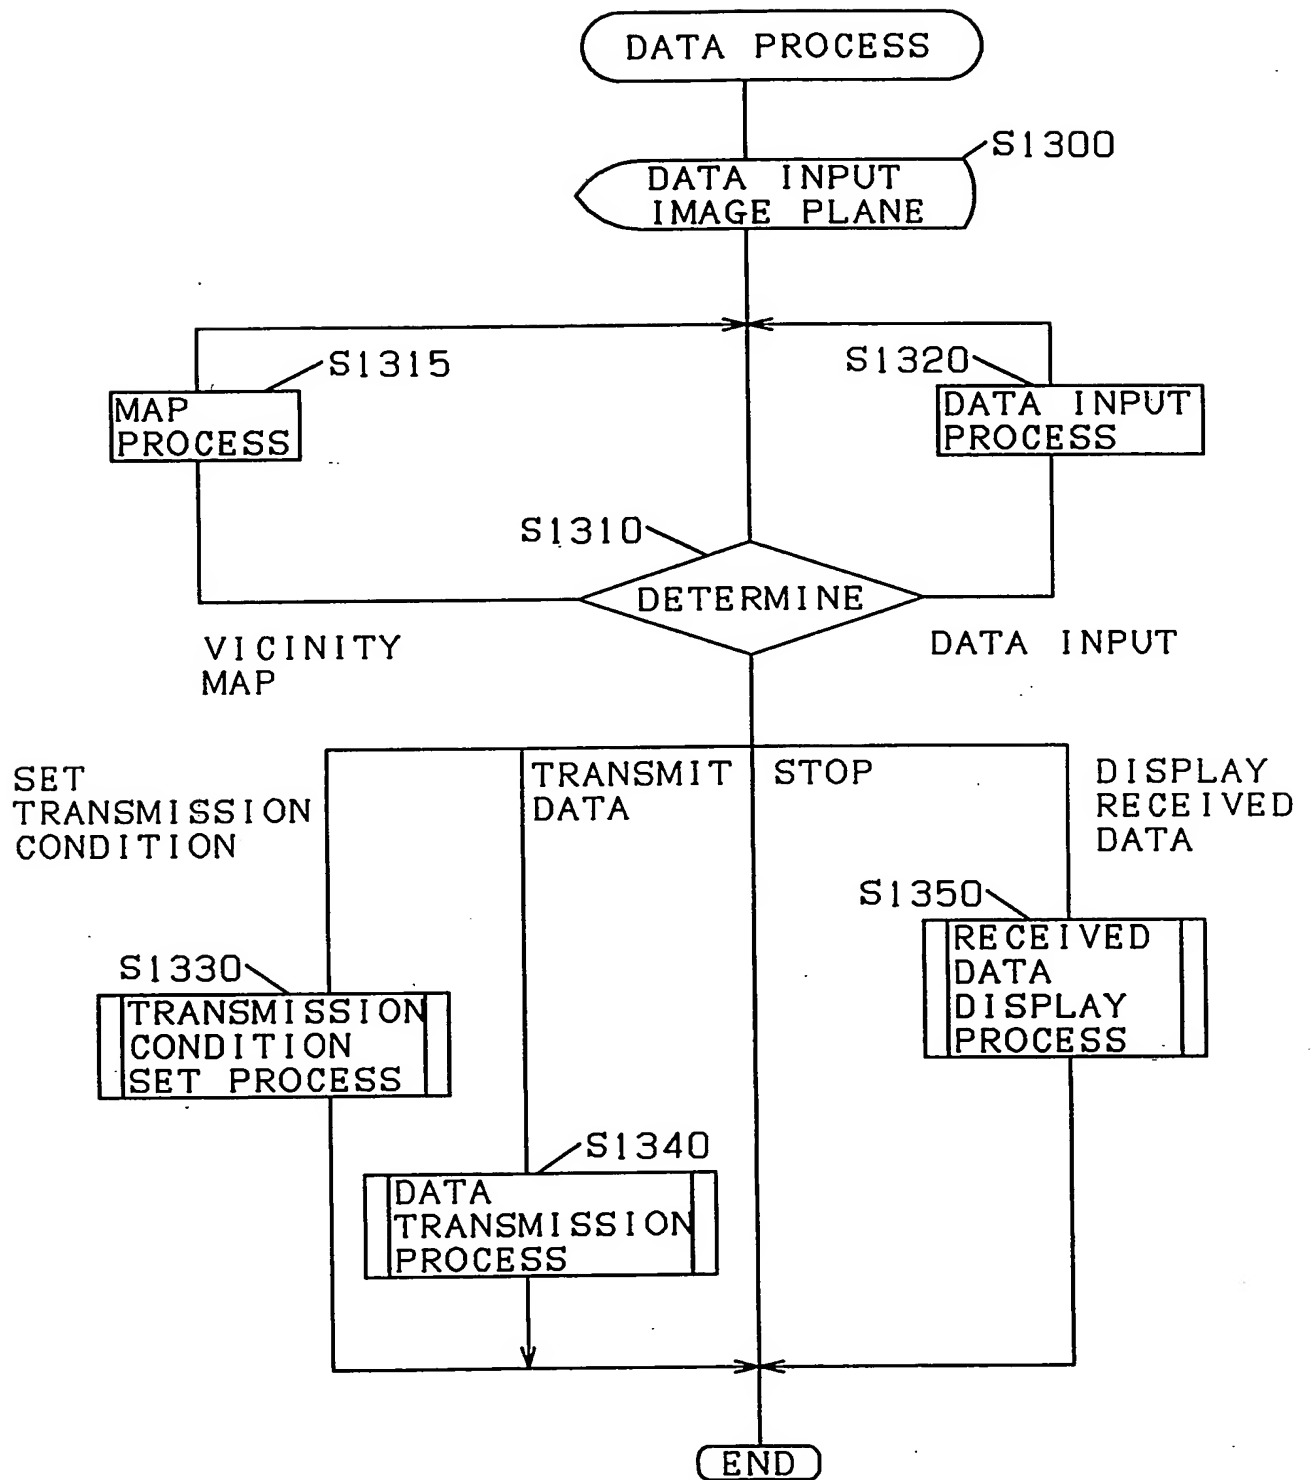 DATA PROCESS
S1300
DATA INPUT
IMAGE PLANE
S1315
MAP
PROCESS
S1320
DATA INPUT
PROCESS
S1310
DETERMINE
VICINITY
MAP
DATA INPUT
SET
TRANSMISSION
CONDITION
TRANSMIT
DATA
STOP
DISPLAY
RECEIVED
DATA
S1350
RECEIVED
DATA
DISPLAY
PROCESS
S1330
TRANSMISSION
CONDITION
SET PROCESS
S1340
DATA
TRANSMISSION
PROCESS
END